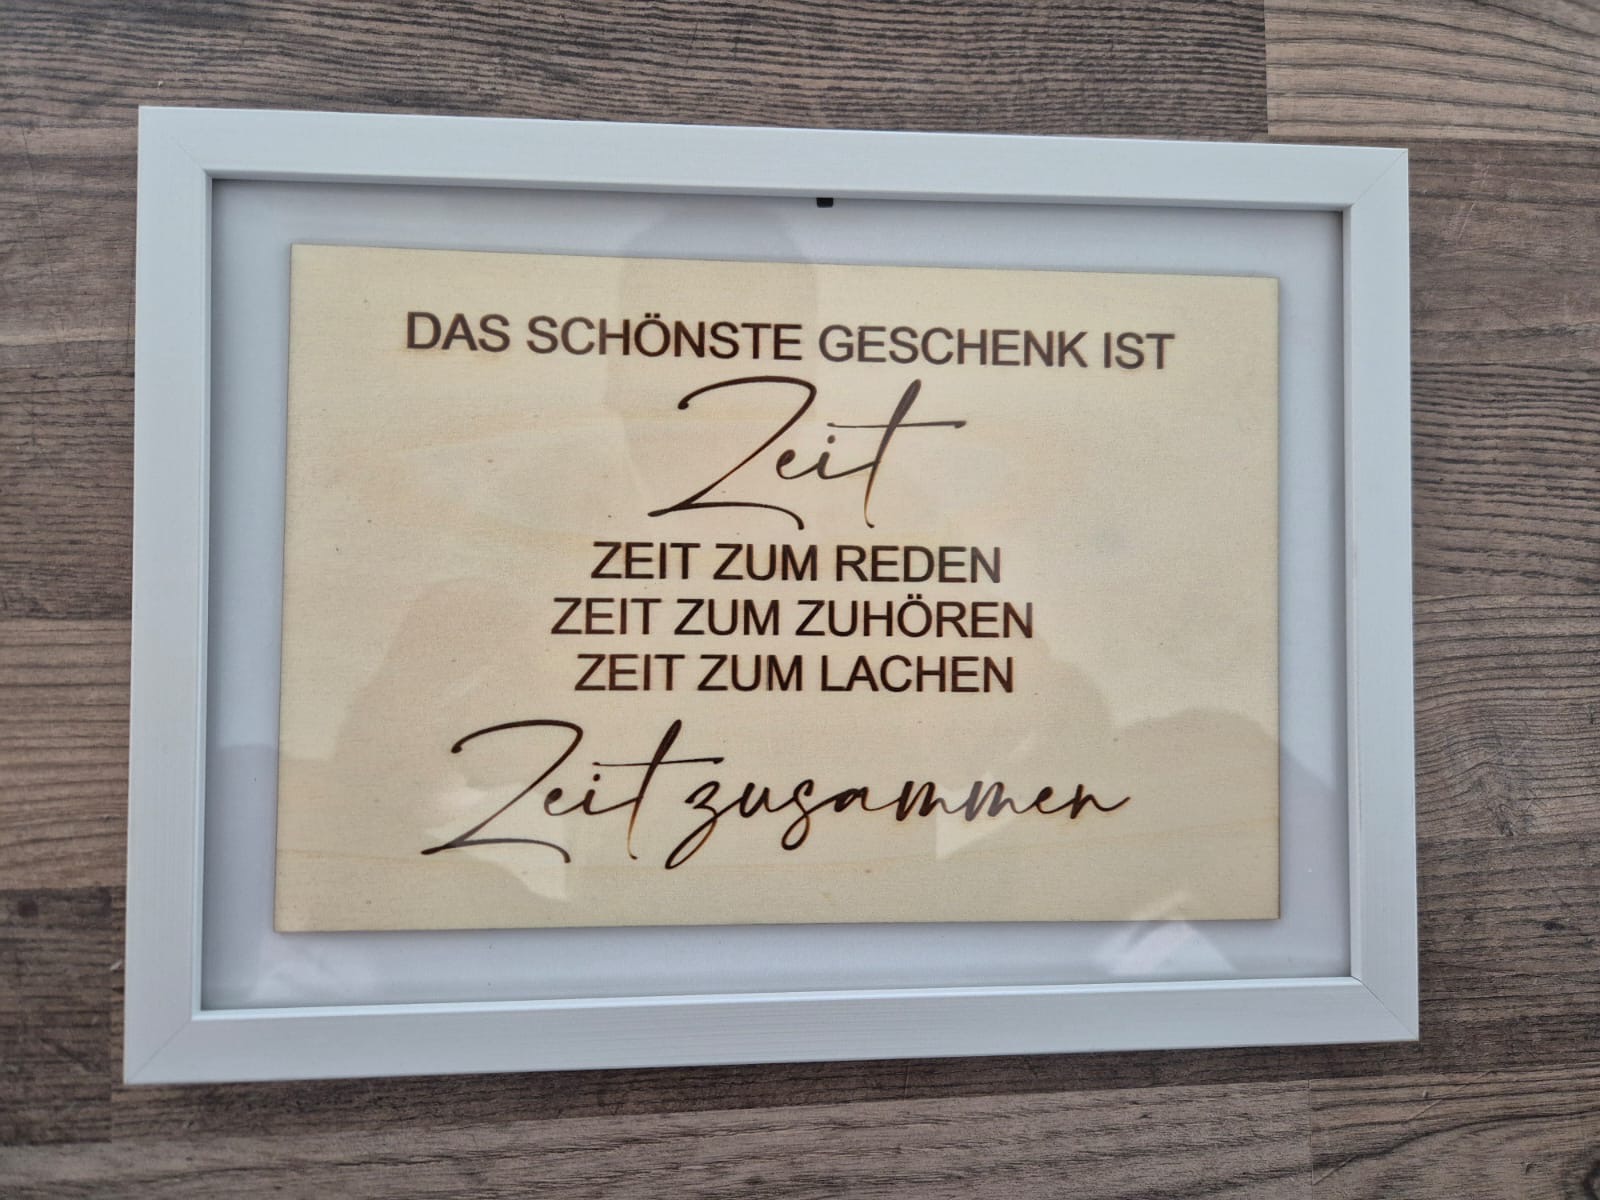 DAS SCHÖNSTE GESCHENK IST
Zeit
ZEIT ZUM REDEN
ZEIT ZUM ZUHÖREN
ZEIT ZUM LACHEN
Zeit zusammen